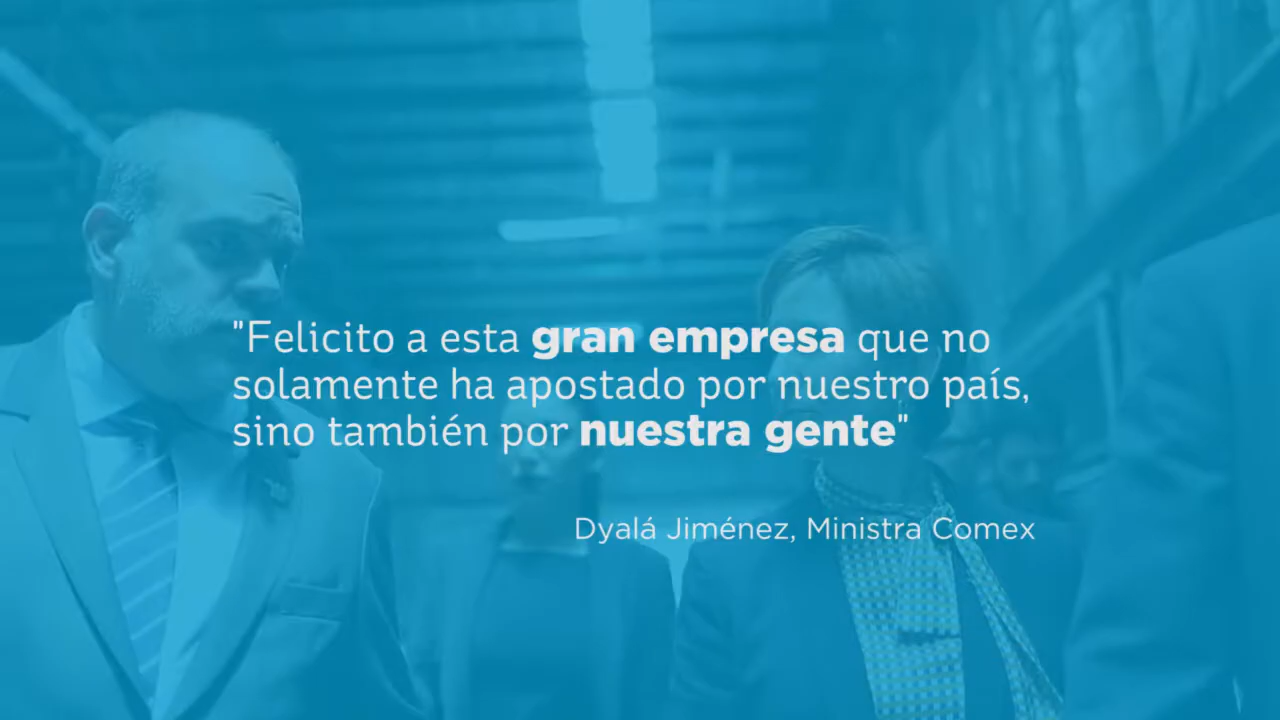 "Felicito a esta gran empresa que no
solamente ha apostado por nuestro país,
sino también por nuestra gente"
Dyalá Jiménez, Ministra Comex